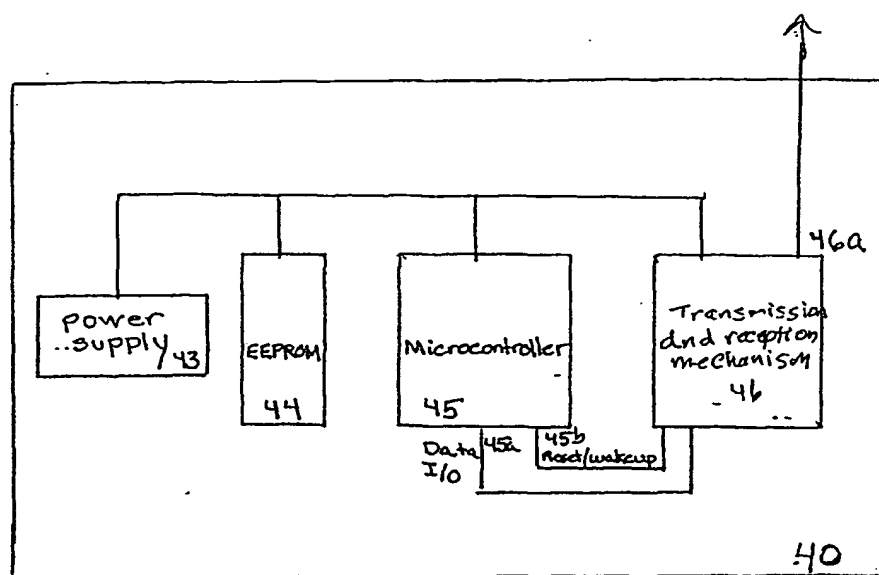 46a
power
supply
43
EEPROM
44
Microcontroller
45
Transmission
and reception
mechanism
46
Data
I/O
45a
45b
Reset/wakeup
40